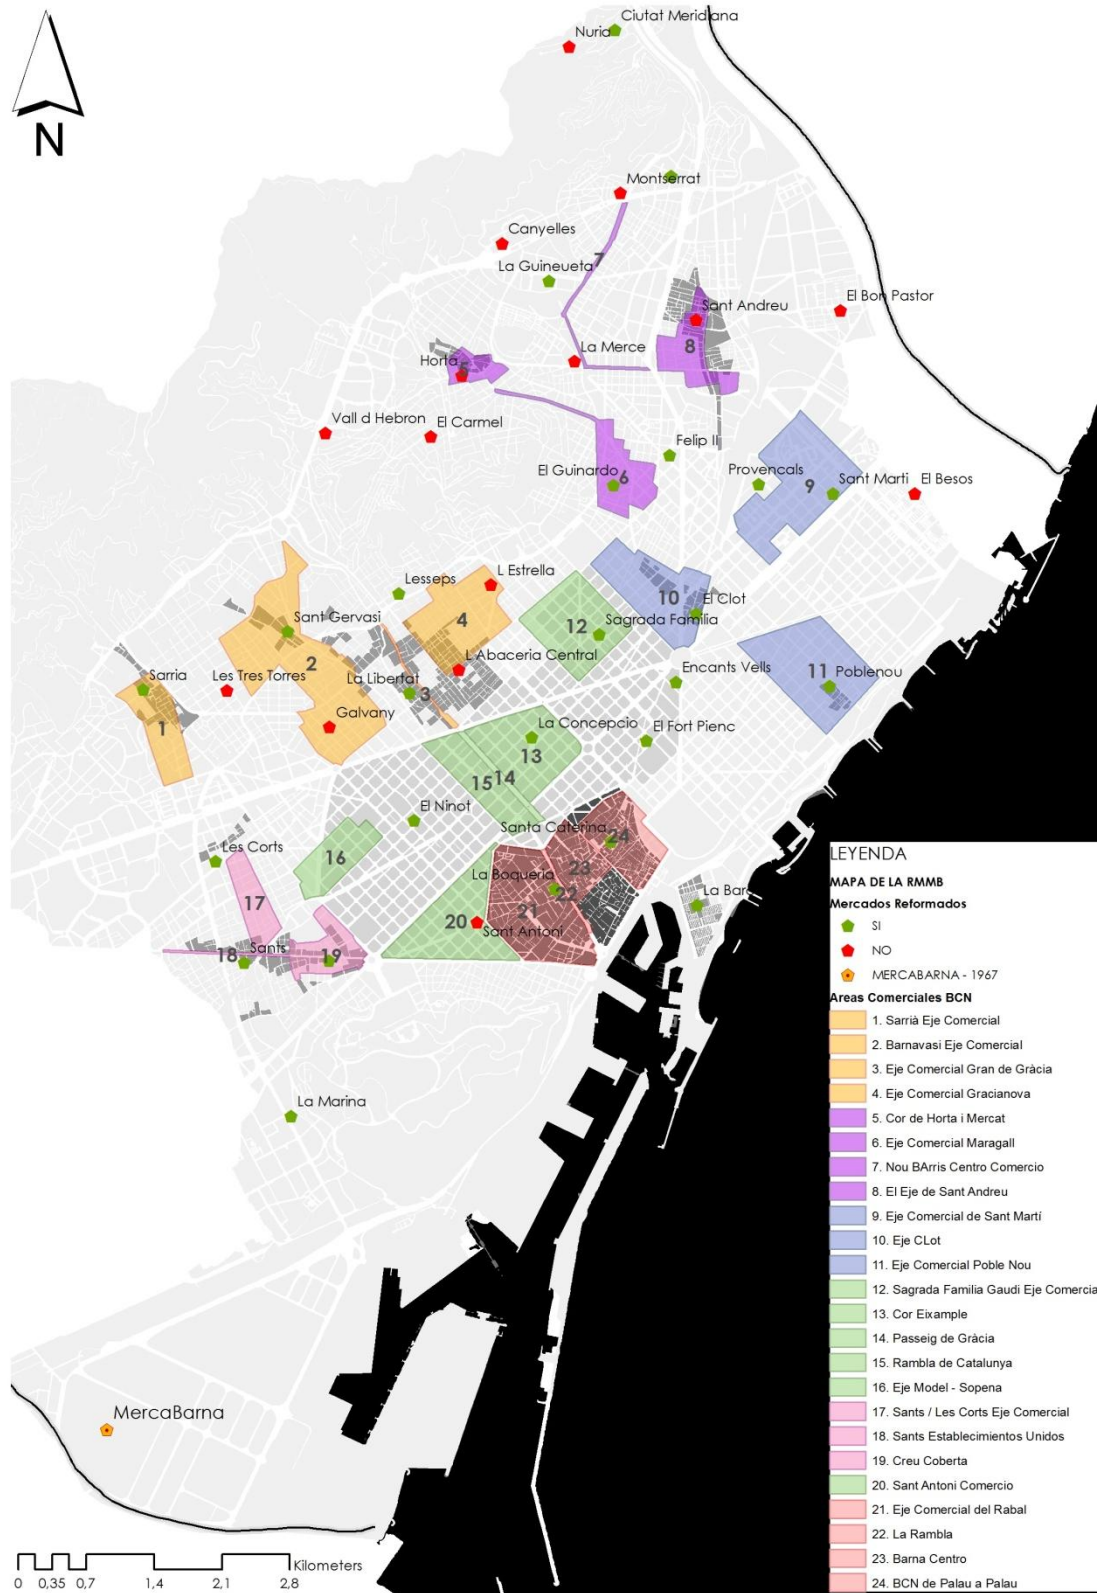 Ciutat Meridiana
Nuria
N
Montserrat
Canyelles
La Guineueta
7
El Bon Pastor
Sant Andreu
8
La Merce
Horta
5
Vall d Hebron
El Carmel
Felip II
El Guinardo
6
Provencals
9
Sant Marti
El Besos
L Estrella
Lesseps
10
El Clot
4
12
Sagrada Familia
Sant Gervasi
2
L Abaceria Central
Encants Vells
11
Poblenou
Sarria
Les Tres Torres
La Libertat
3
1
Galvany
La Concepcio
El Fort Pienc
13
15
14
El Ninot
Santa Caterina
24
16
Les Corts
La Boqueria
23
22
La Barc
17
21
20
Sant Antoni
18
Sants
19
La Marina
MercaBarna
Kilometers
0
0,35
0,7
1,4
2,1
2,8
LEYENDA
MAPA DE LA RMMB
Mercados Reformados
SI
NO
MERCABARNA - 1967
Areas Comerciales BCN
1. Sarrià Eje Comercial
2. Barnavasi Eje Comercial
3. Eje Comercial Gran de Gràcia
4. Eje Comercial Gracianova
5. Cor de Horta i Mercat
6. Eje Comercial Maragall
7. Nou BArris Centro Comercio
8. El Eje de Sant Andreu
9. Eje Comercial de Sant Martí
10. Eje CLot
11. Eje Comercial Poble Nou
12. Sagrada Familia Gaudi Eje Comercia
13. Cor Eixample
14. Passeig de Gràcia
15. Rambla de Catalunya
16. Eje Model - Sopena
17. Sants / Les Corts Eje Comercial
18. Sants Establecimientos Unidos
19. Creu Coberta
20. Sant Antoni Comercio
21. Eje Comercial del Rabal
22. La Rambla
23. Barna Centro
24. BCN de Palau a Palau